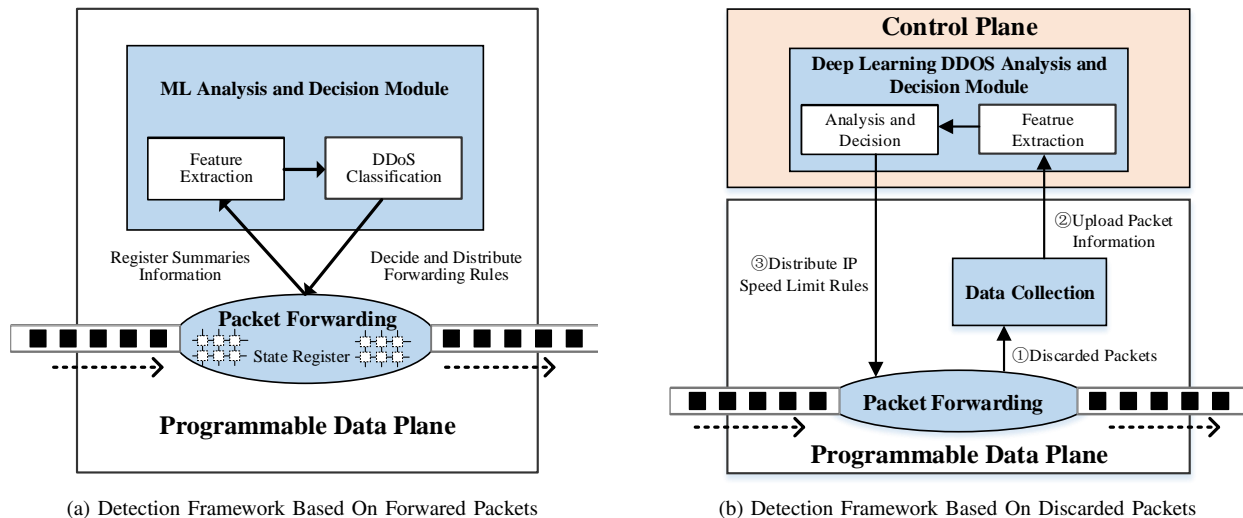 ML Analysis and Decision Module
Feature
Extraction
DDoS
Classification
Register Summaries
Information
Decide and Distribute
Forwarding Rules
Packet Forwarding
State Register
Programmable Data Plane
(a) Detection Framework Based On Forwared Packets
Control Plane
Deep Learning DDOS Analysis and
Decision Module
Analysis and
Decision
Featrue
Extraction
②Upload Packet
Information
③Distribute IP
Speed Limit Rules
Data Collection
①Discarded Packets
Packet Forwarding
Programmable Data Plane
(b) Detection Framework Based On Discarded Packets